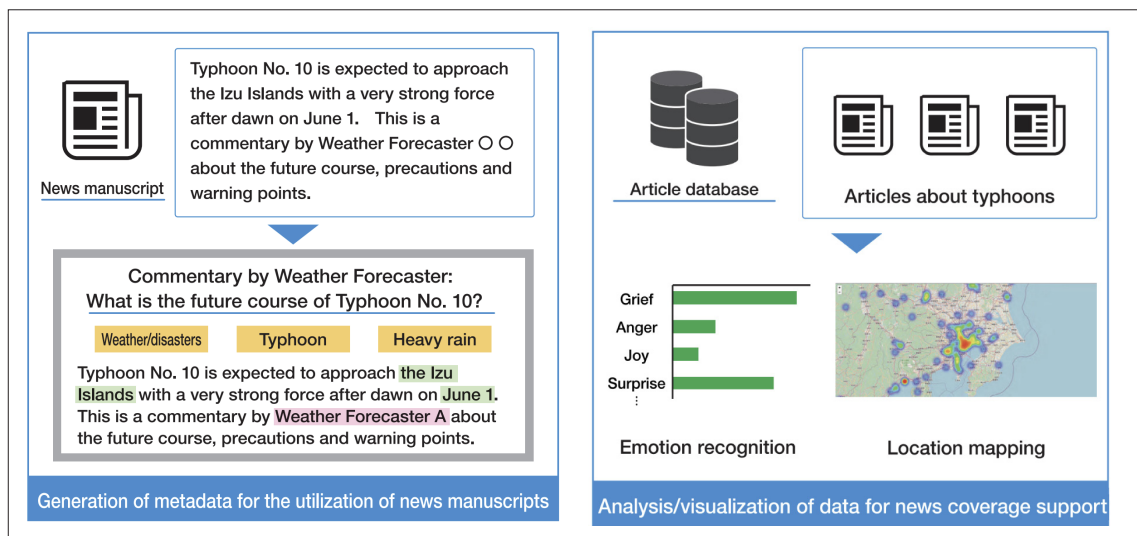 News manuscript
Typhoon No. 10 is expected to approach
the Izu Islands with a very strong force
after dawn on June 1.   This is a
commentary by Weather Forecaster ○ ○
about the future course, precautions and
warning points.
Commentary by Weather Forecaster:
What is the future course of Typhoon No. 10?
Weather/disasters
Typhoon
Heavy rain
Typhoon No. 10 is expected to approach the Izu
Islands with a very strong force after dawn on June 1.
This is a commentary by Weather Forecaster A about
the future course, precautions and warning points.
Generation of metadata for the utilization of news manuscripts
Article database
Articles about typhoons
Grief
Anger
Joy
Surprise
⋮
Emotion recognition
Location mapping
Analysis/visualization of data for news coverage support